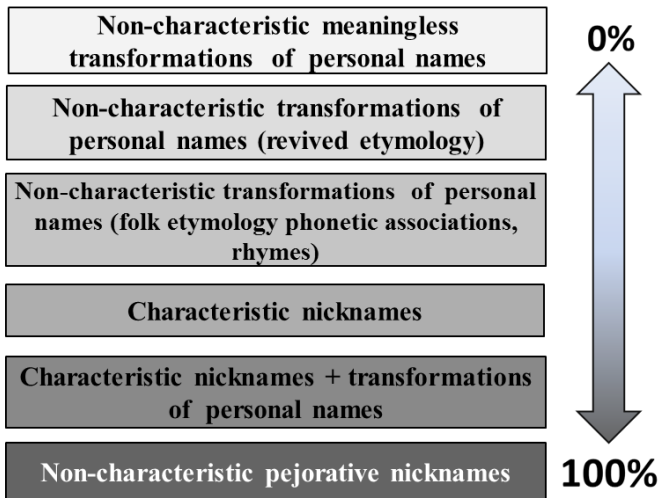 Non-characteristic meaningless
transformations of personal names
0%
Non-characteristic transformations of
personal names (revived etymology)
Non-characteristic transformations of personal
names (folk etymology phonetic associations,
rhymes)
Characteristic nicknames
Characteristic nicknames + transformations
of personal names
Non-characteristic pejorative nicknames
100%